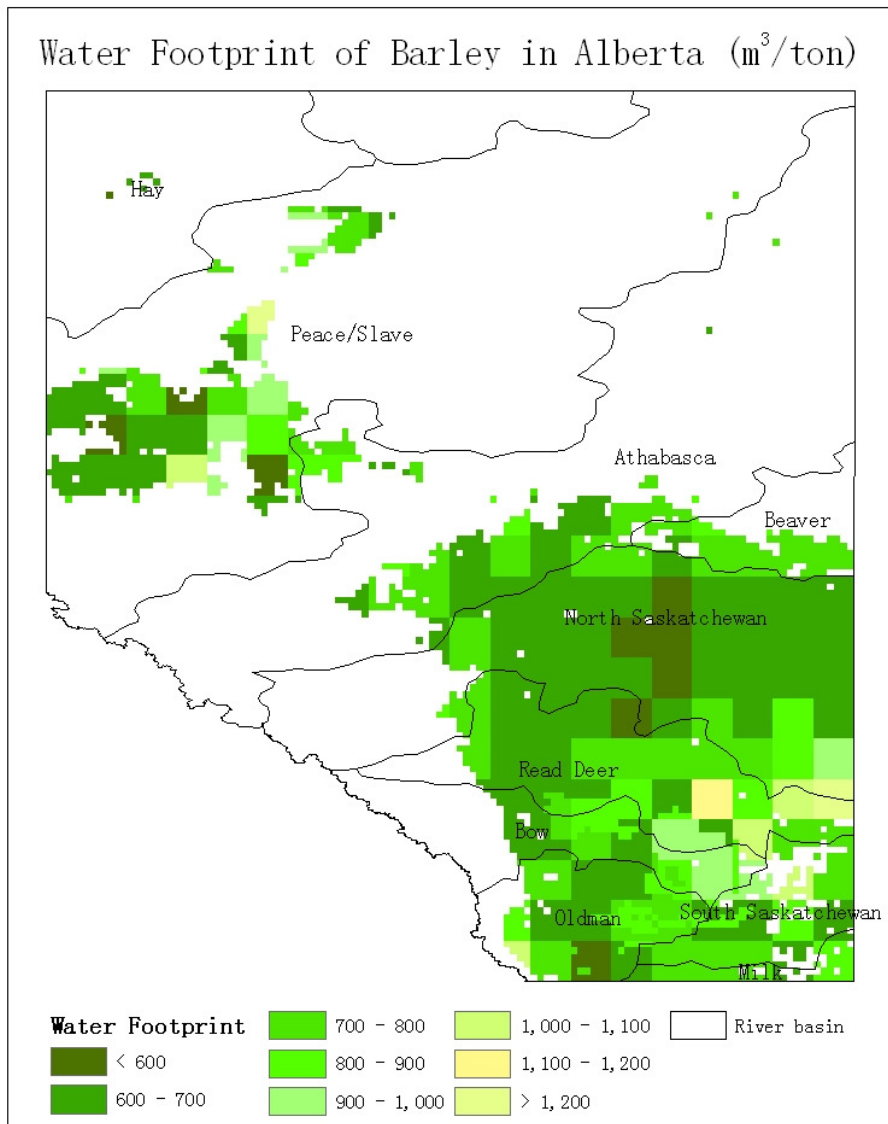 Water Footprint of Barley in Alberta (m³/ton)
Hay
Peace/Slave
Athabasca
Beaver
North Saskatchewan
Read Deer
Bow
Oldman
South Saskatchewan
Milk
Water Footprint
< 600
600 - 700
700 - 800
800 - 900
900 - 1,000
1,000 - 1,100
1,100 - 1,200
> 1,200
River basin